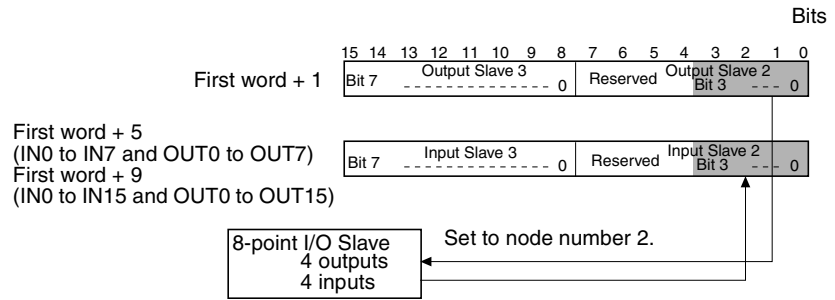 Bits
15 14 13 12 11 10 9 8 7 6 5 4 3 2 1 0
First word + 1
Bit 7 Output Slave 3 - - - - - - - - - - - - - - - - 0 Reserved Output Slave 2 Bit 3 - - - 0
First word + 5
(IN0 to IN7 and OUT0 to OUT7)
First word + 9
(IN0 to IN15 and OUT0 to OUT15)
Bit 7 Input Slave 3 - - - - - - - - - - - - - - - - 0 Reserved Input Slave 2 Bit 3 - - - 0
8-point I/O Slave
4 outputs
4 inputs
Set to node number 2.